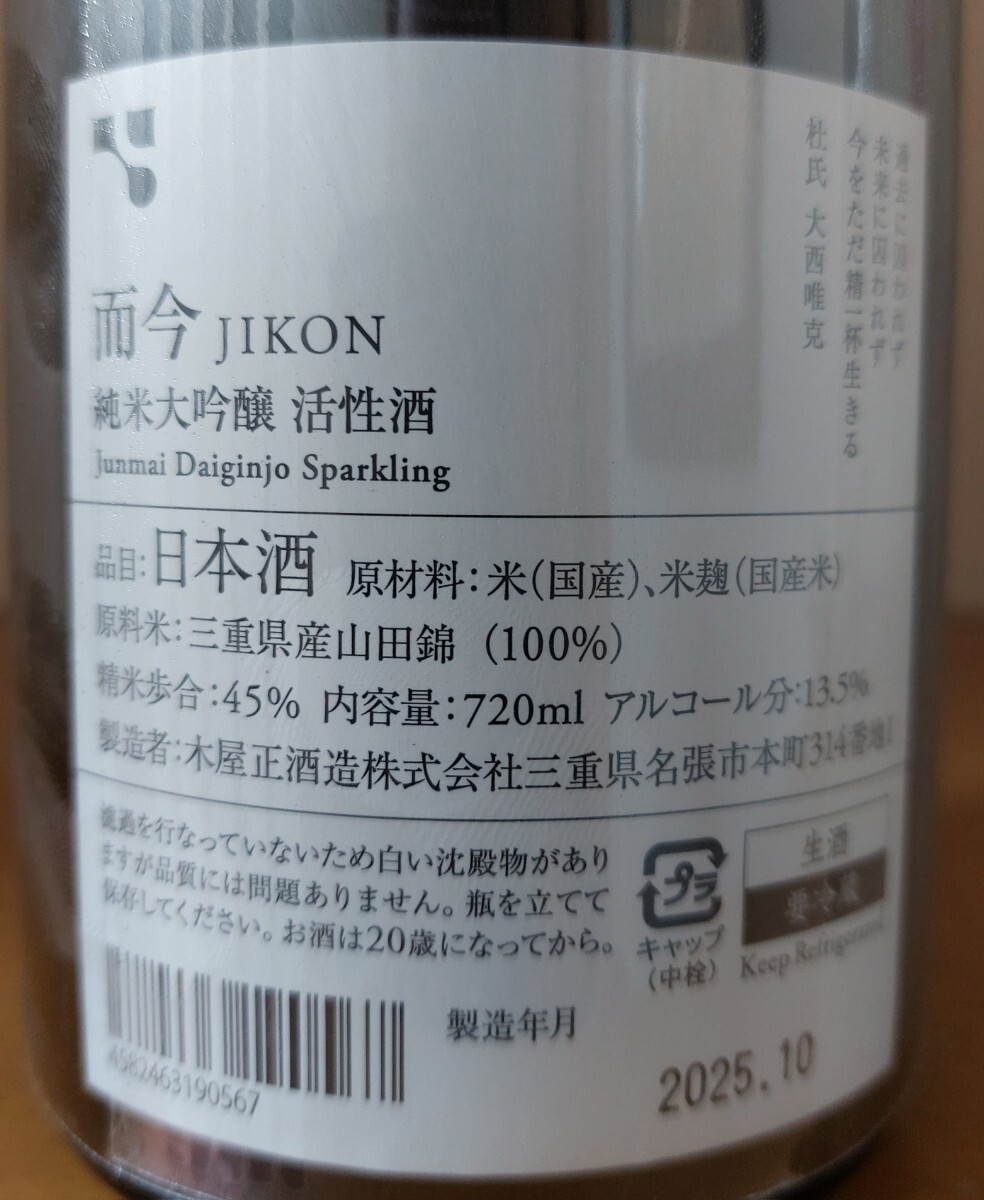 過去に囚われず
未来に囚われず
今をただ精一杯生きる
杜氏 大西唯克
而今 JIKON
純米大吟醸 活性酒
Junmai Daiginjo Sparkling
品目:日本酒 原材料:米(国産)、米麹(国産米)
原料米:三重県産山田錦 (100%)
精米歩合:45% 内容量:720ml アルコール分:13.5%
製造者:木屋正酒造株式会社三重県名張市本町314番地1
濾過を行なっていないため白い沈殿物があり
ますが品質には問題ありません。瓶を立てて
保存してください。お酒は20歳になってから。
プラ
キャップ
(中栓)
生酒
要冷蔵
Keep Refrigerated
4582463190567
製造年月
2025.10